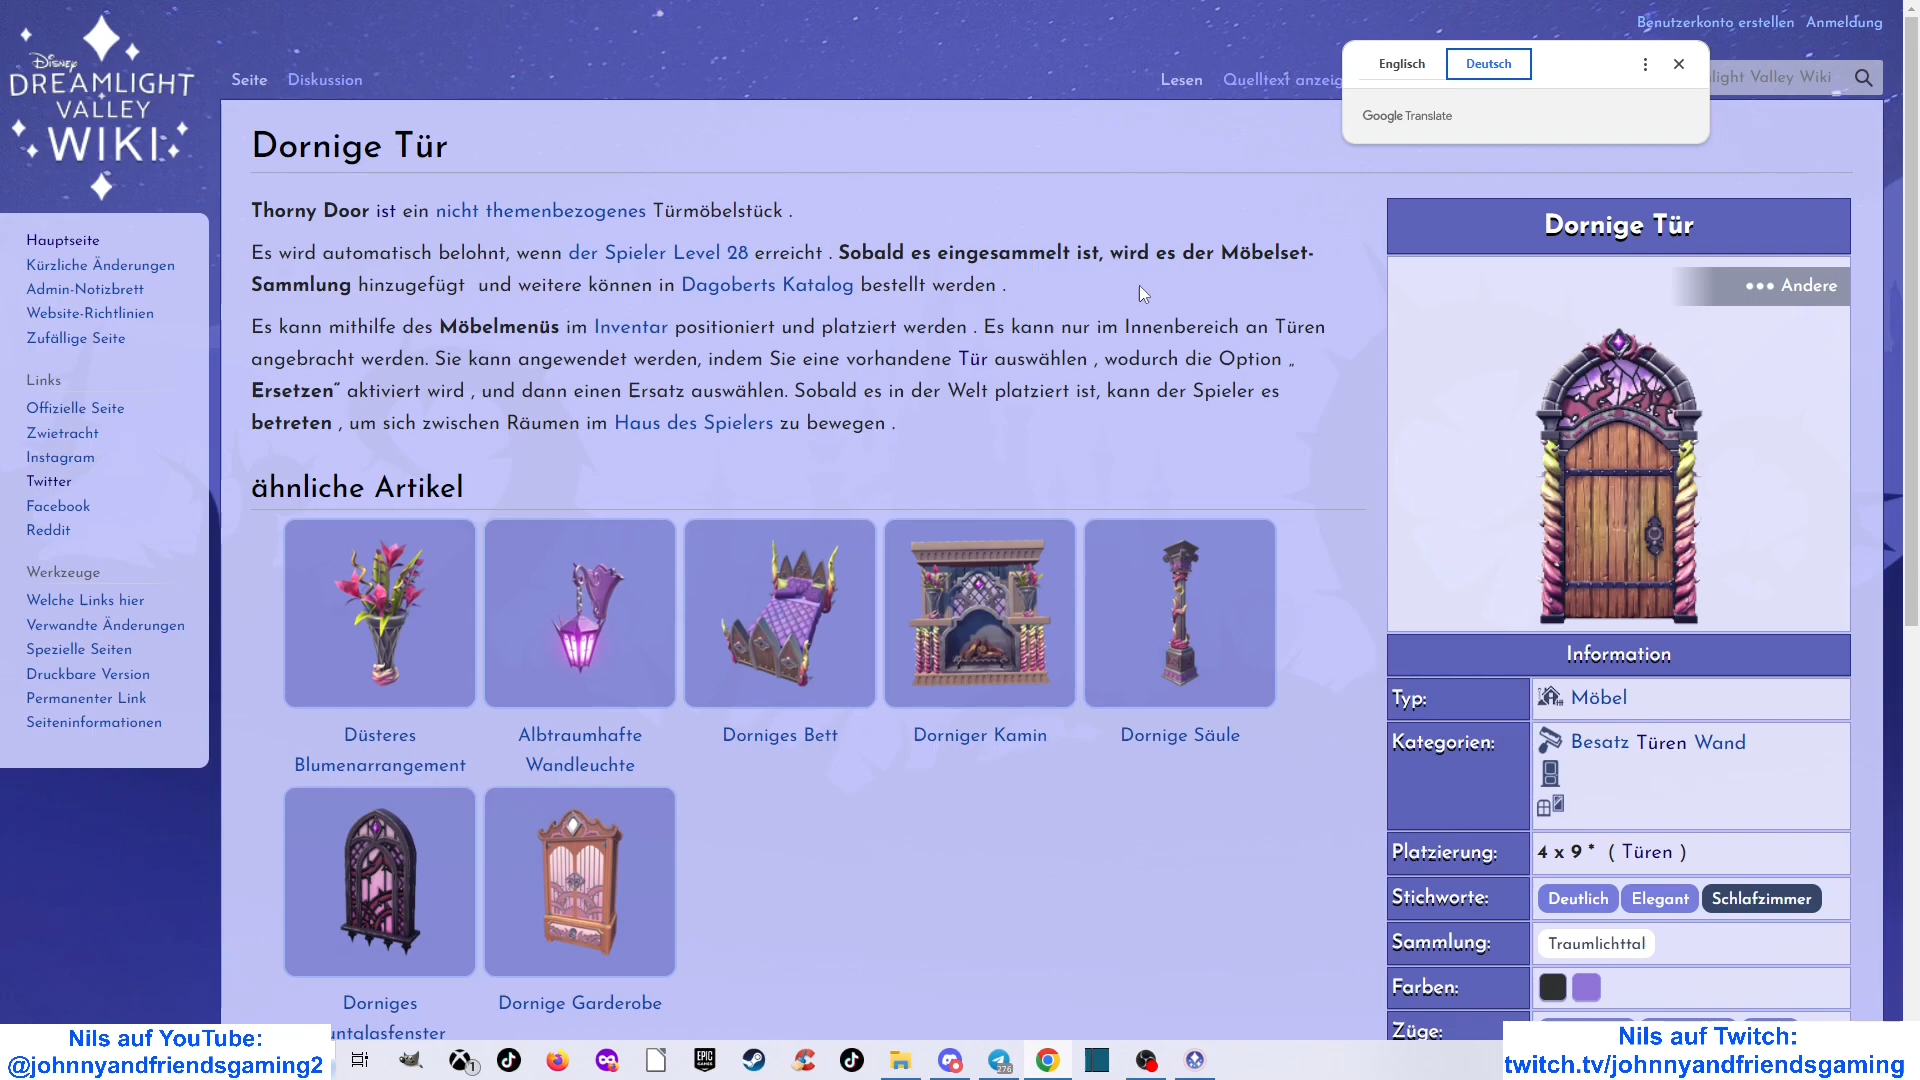 Benutzerkonto erstellen Anmeldung
Disney
DREAMLIGHT
VALLEY
WIKI
Seite Diskussion
Lesen Quelltext
Englisch Deutsch
light Valley Wiki
Google Translate
Hauptseite
Kürzliche Änderungen
Admin-Notizbrett
Website-Richtlinien
Zufällige Seite
Links
Offizielle Seite
Zwietracht
Instagram
Twitter
Facebook
Reddit
Werkzeuge
Welche Links hier
Verwandte Änderungen
Spezielle Seiten
Druckbare Version
Permanenter Link
Seiteninformationen
Dornige Tür
Thorny Door ist ein nicht themenbezogenes Türmöbelstück .
Es wird automatisch belohnt, wenn der Spieler Level 28 erreicht . Sobald es eingesammelt ist, wird es der Möbelset-
Sammlung hinzugefügt und weitere können in Dagoberts Katalog bestellt werden .
Es kann mithilfe des Möbelmenüs im Inventar positioniert und platziert werden . Es kann nur im Innenbereich an Türen
angebracht werden. Sie kann angewendet werden, indem Sie eine vorhandene Tür auswählen , wodurch die Option „
Ersetzen“ aktiviert wird , und dann einen Ersatz auswählen. Sobald es in der Welt platziert ist, kann der Spieler es
betreten , um sich zwischen Räumen im Haus des Spielers zu bewegen .
ähnliche Artikel
Düsteres
Blumenarrangement
Albtraumhafte
Wandleuchte
Dorniges Bett
Dorniger Kamin
Dornige Säule
Dorniges
untglasfenster
Dornige Garderobe
Dornige Tür
Andere
Information
Typ: Möbel
Kategorien: Besatz Türen Wand
Platzierung: 4 x 9 * ( Türen )
Stichworte: Deutlich Elegant Schlafzimmer
Sammlung: Traumlichttal
Farben:
Züge:
Nils auf YouTube:
@johnnyandfriendsgaming2
1
EPIC
GAMES
276
Nils auf Twitch:
twitch.tv/johnnyandfriendsgaming